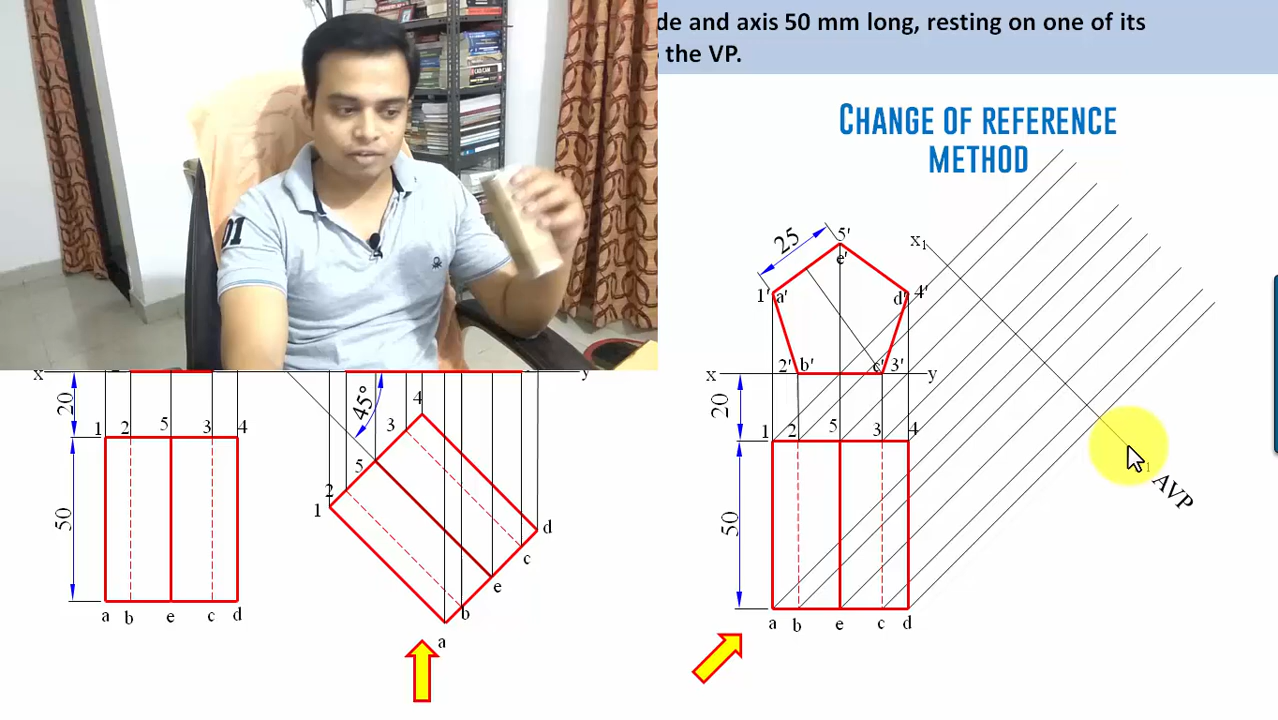 de and axis 50 mm long, resting on one of its
the VP.
CHANGE OF REFERENCE
METHOD
01
x y
20
1 2 5 3 4
50
a b e c d
45°
4
3
5
2
1
d
c
e
b
a
25
5'
e'
1' a' d' 4'
2' b' c' 3'
x y
20
1 2 5 3 4
50
a b e c d
x1
1
AVP